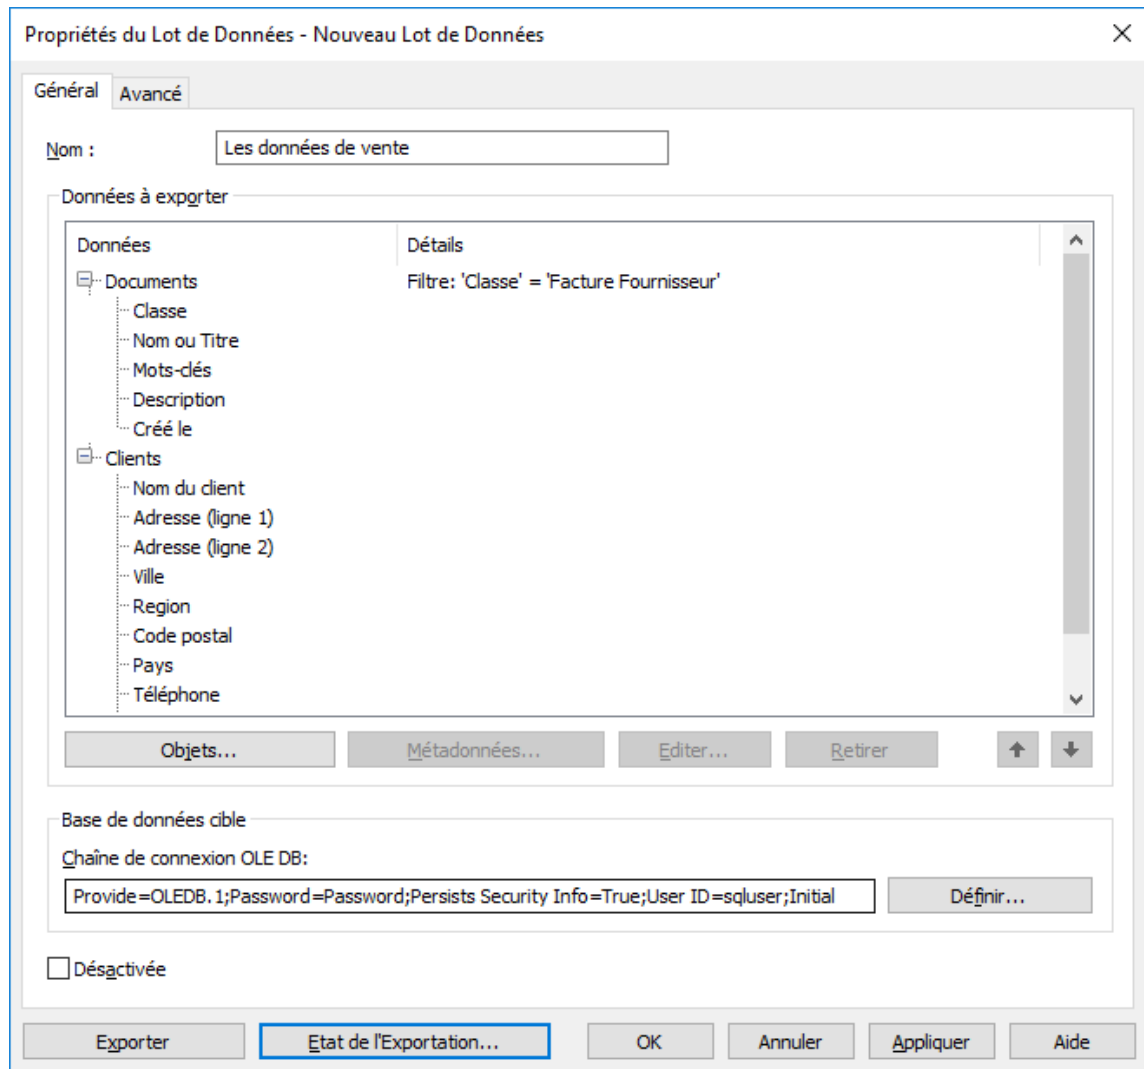 Propriétés du Lot de Données - Nouveau Lot de Données
Général Avancé
Nom : Les données de vente
Données à exporter
Données Détails
Documents Filtre: 'Classe' = 'Facture Fournisseur'
Classe
Nom ou Titre
Mots-clés
Description
Créé le
Clients
Nom du client
Adresse (ligne 1)
Adresse (ligne 2)
Ville
Region
Code postal
Pays
Téléphone
Objets... Métadonnées... Editer... Retirer
Base de données cible
Chaîne de connexion OLE DB:
Provide=OLEDB.1;Password=Password;Persists Security Info=True;User ID=sqluser;Initial Définir...
Désactivée
Exporter Etat de l'Exportation... OK Annuler Appliquer Aide